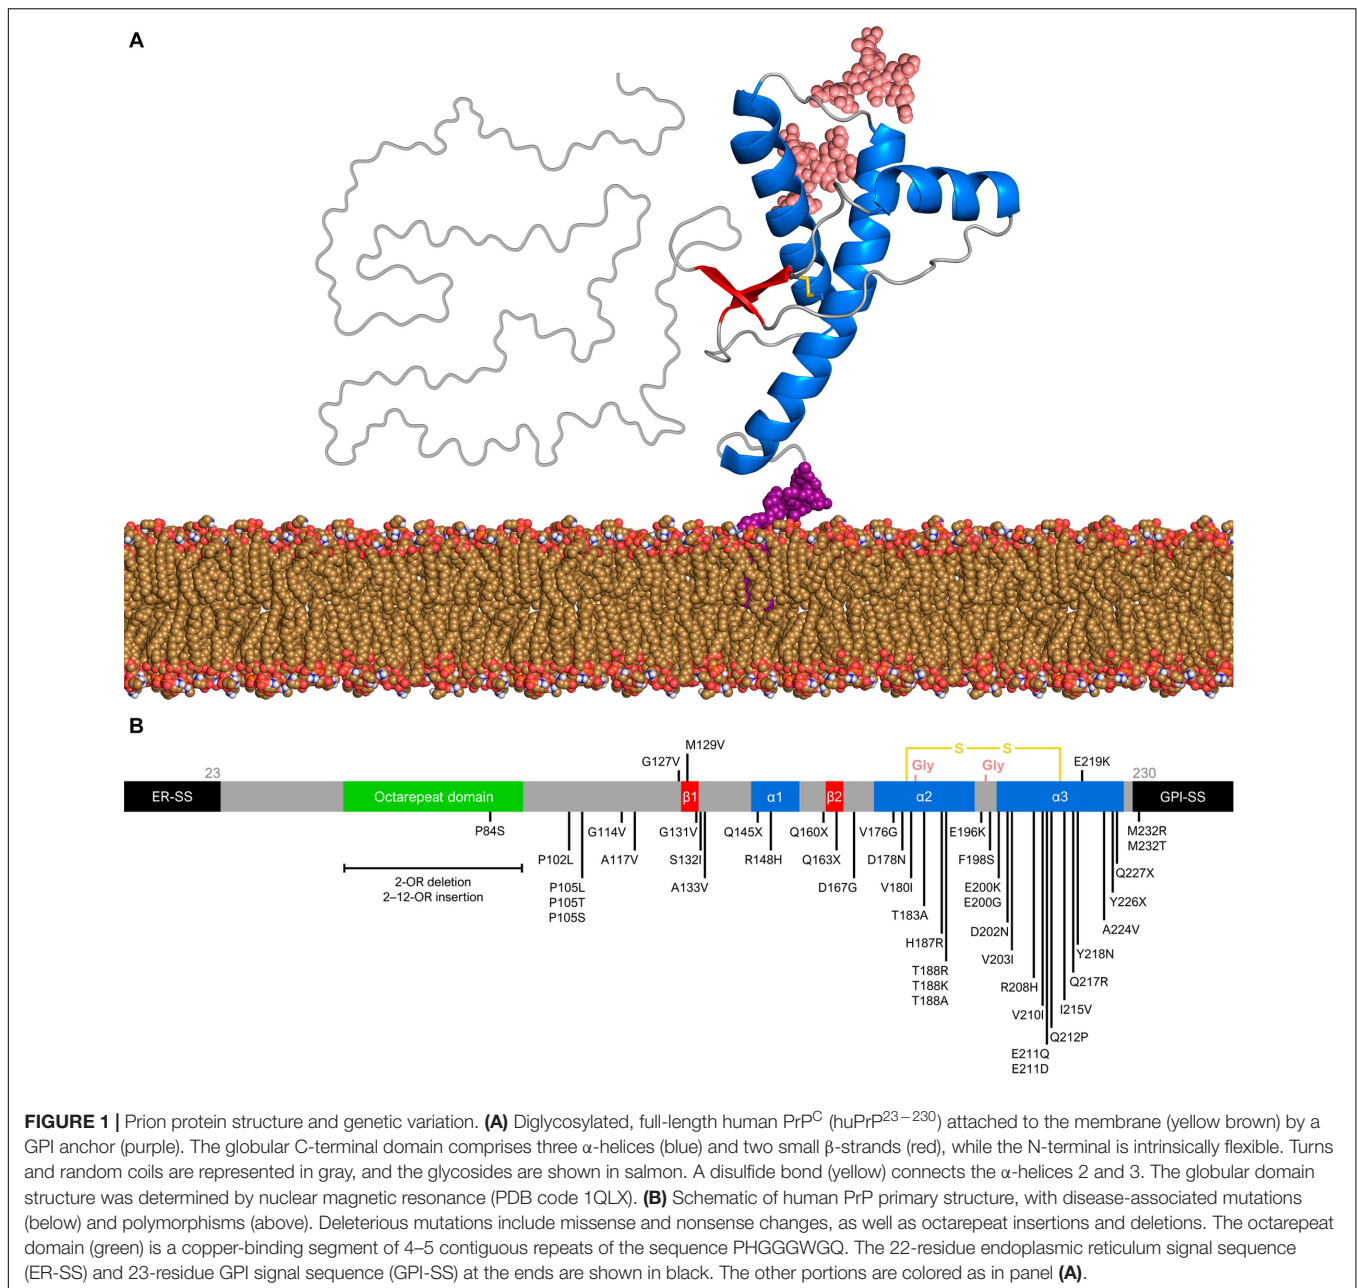 A
B
M129V
G127V
S S
Gly Gly
E219K
23
230
ER-SS
Octarepeat domain
β1
α1
β2
α2
α3
GPI-SS
P84S
2-OR deletion
2–12-OR insertion
P102L
P105L
P105T
P105S
G114V
A117V
G131V
S132I
A133V
Q145X
R148H
Q160X
Q163X
D167G
V176G
D178N
V180I
T183A
H187R
T188R
T188K
T188A
E196K
F198S
E200K
E200G
D202N
V203I
R208H
V210I
E211Q
E211D
Q212P
I215V
Q217R
Y218N
A224V
Y226X
Q227X
M232R
M232T
FIGURE 1 | Prion protein structure and genetic variation. (A) Diglycosylated, full-length human PrPC (huPrP23−230) attached to the membrane (yellow brown) by a
GPI anchor (purple). The globular C-terminal domain comprises three α-helices (blue) and two small β-strands (red), while the N-terminal is intrinsically flexible. Turns
and random coils are represented in gray, and the glycosides are shown in salmon. A disulfide bond (yellow) connects the α-helices 2 and 3. The globular domain
structure was determined by nuclear magnetic resonance (PDB code 1QLX). (B) Schematic of human PrP primary structure, with disease-associated mutations
(below) and polymorphisms (above). Deleterious mutations include missense and nonsense changes, as well as octarepeat insertions and deletions. The octarepeat
domain (green) is a copper-binding segment of 4–5 contiguous repeats of the sequence PHGGGWGQ. The 22-residue endoplasmic reticulum signal sequence
(ER-SS) and 23-residue GPI signal sequence (GPI-SS) at the ends are shown in black. The other portions are colored as in panel (A).